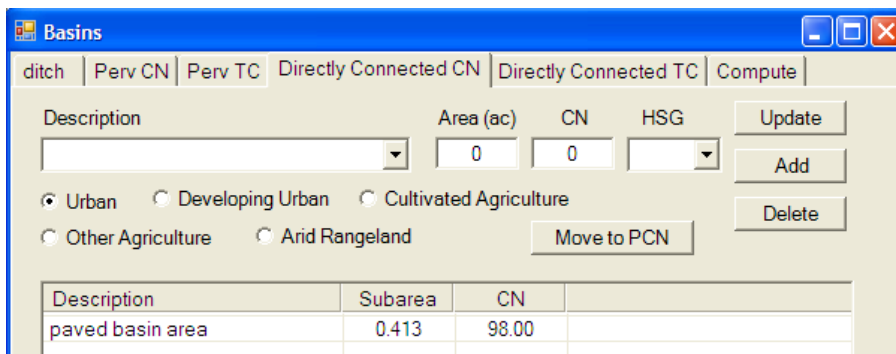 Basins
ditch Perv CN Perv TC Directly Connected CN Directly Connected TC Compute
Description Area (ac) CN HSG Update
0 0
Add
Urban Developing Urban Cultivated Agriculture
Delete
Other Agriculture Arid Rangeland Move to PCN
Description Subarea CN
paved basin area 0.413 98.00